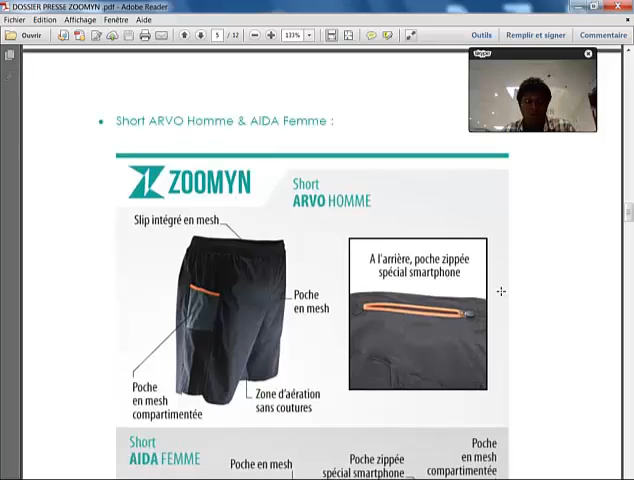 DOSSIER PRESSE ZOOMYN .pdf - Adobe Reader
Fichier Edition Affichage Fenêtre Aide
Ouvrir 5 / 12 133% Outils Remplir et signer Commentaire
skype
• Short ARVO Homme & AIDA Femme :
ZOOMYN
Short
ARVO HOMME
Slip intégré en mesh
A l'arrière, poche zippée
spécial smartphone
Poche
en mesh
Poche
en mesh
compartimentée
Zone d'aération
sans coutures
Short
AIDA FEMME
Poche en mesh
Poche zippée
spécial smartphone
Poche
en mesh
compartimentée